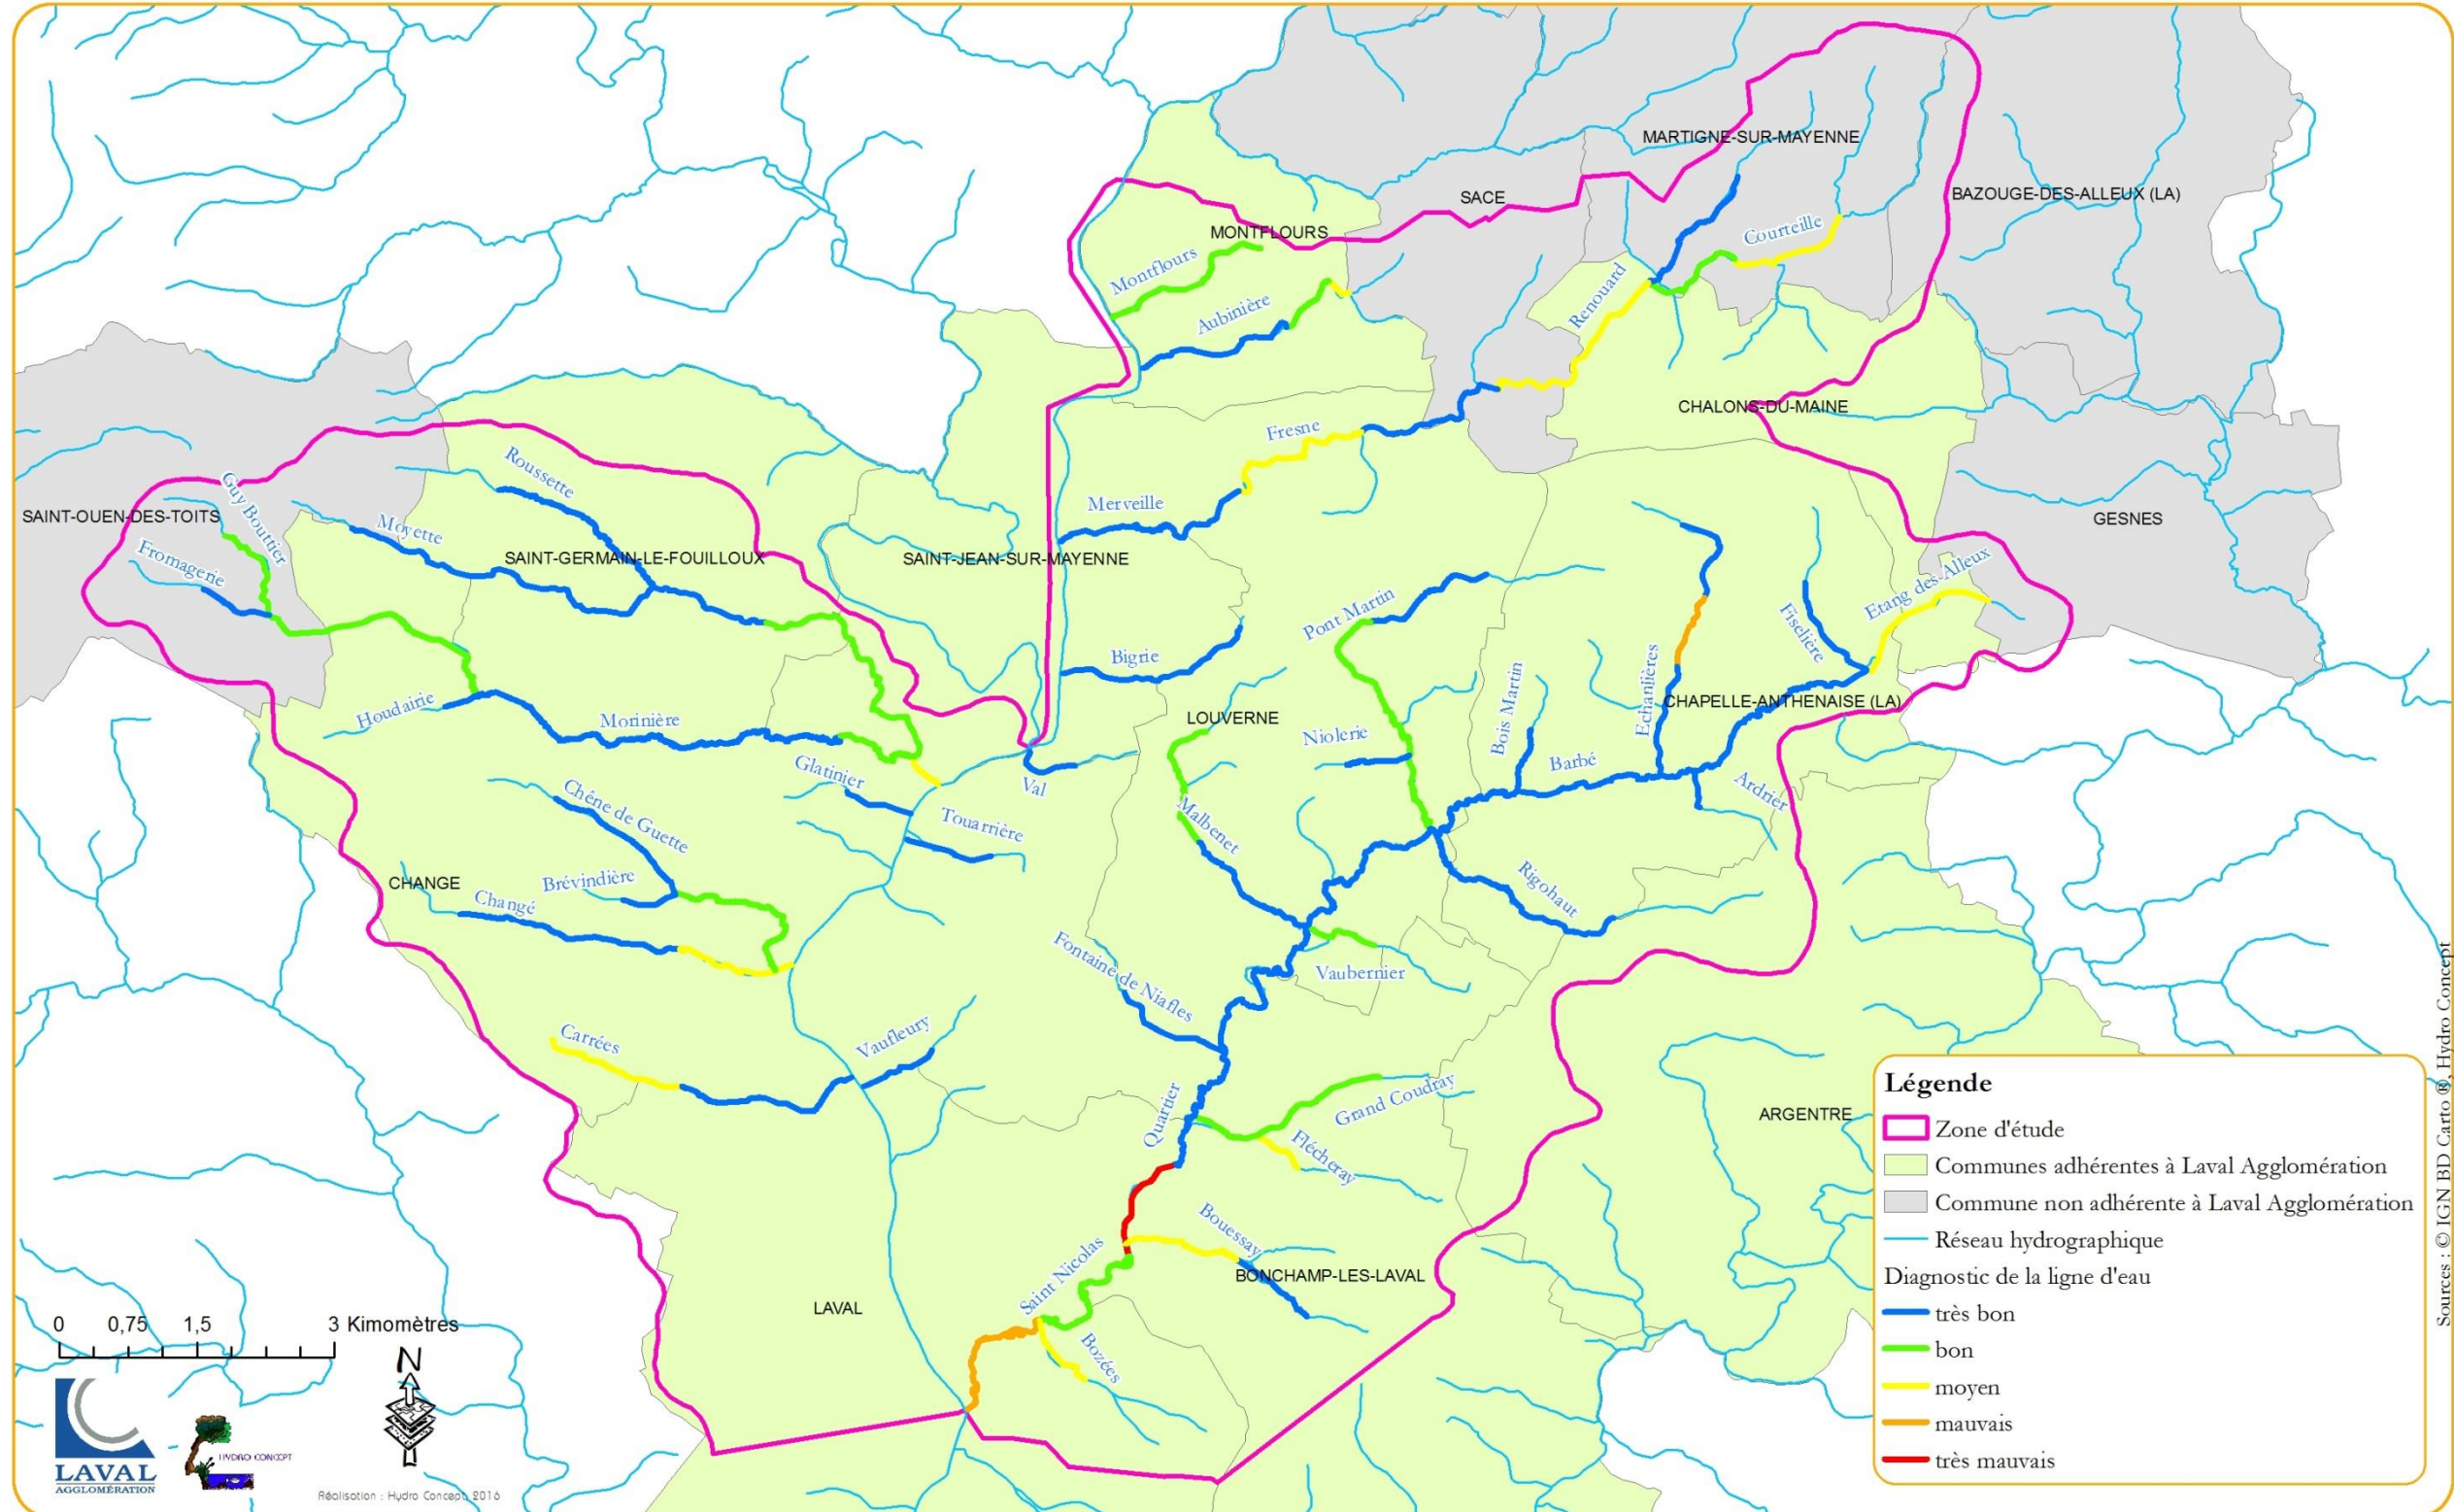 MARTIGNE-SUR-MAYENNE
BAZOUGE-DES-ALLEUX (LA)
SACE
MONTFLOURS
Courteille
Montflours
Renouard
Aubinière
CHALONS-DU-MAINE
Fresne
Roussette
Guy Bouttier
Merveille
SAINT-OUEN-DES-TOITS
Moyette
GESNES
Fromagerie
SAINT-GERMAIN-LE-FOUILLOUX
SAINT-JEAN-SUR-MAYENNE
Etang des Alleux
Pont Martin
Fiselière
Bigrie
Echanlières
Bois Martin
CHAPELLE-ANTHENAISE (LA)
Houdairie
Morinière
LOUVERNE
Niolerie
Barbé
Glatinier
Val
Ardrier
Chêne de Guette
Touarrière
Malbenet
CHANGE
Brévindière
Changé
Rigohaut
Fontaine de Niafles
Vaubernier
Carrées
Vaufleury
Quartier
Grand Coudray
Flécheray
ARGENTRE
Bouessay
Saint Nicolas
BONCHAMP-LES-LAVAL
LAVAL
Bozées
Légende
Zone d'étude
Communes adhérentes à Laval Agglomération
Commune non adhérente à Laval Agglomération
Réseau hydrographique
Diagnostic de la ligne d'eau
très bon
bon
moyen
mauvais
très mauvais
0 0,75 1,5 3 Kimomètres
N
LAVAL
AGGLOMÉRATION
HYDRO CONCEPT
Réalisation : Hydro Concept, 2016
Sources : © IGN BD Carto ®, Hydro Concept